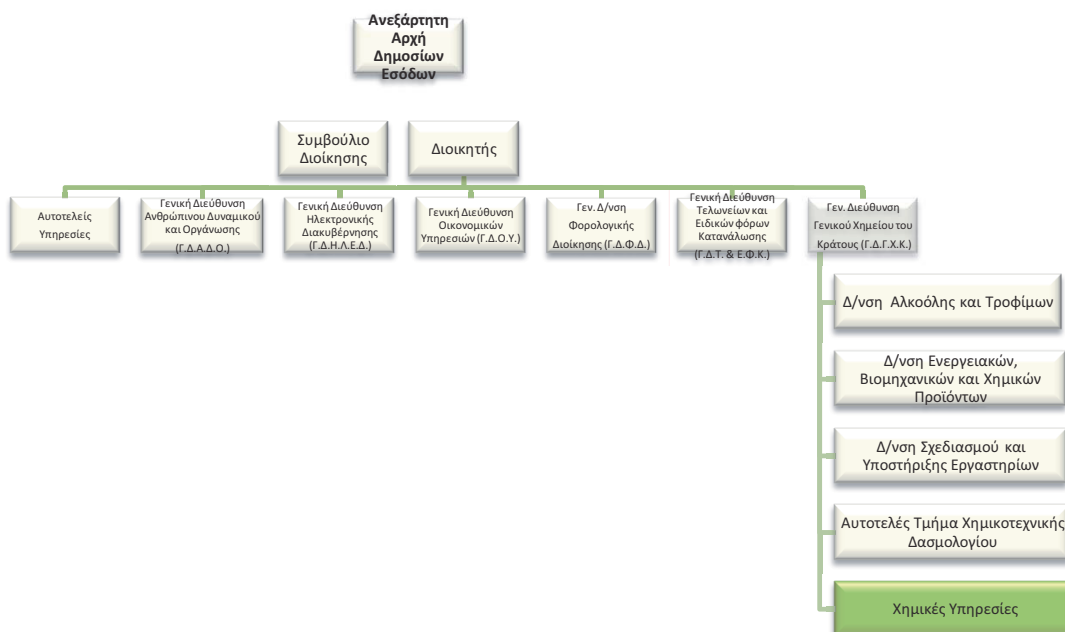 Ανεξάρτητη
Αρχή
Δημοσίων
Εσόδων
Συμβούλιο
Διοίκησης
Διοικητής
Αυτοτελείς
Υπηρεσίες
Γενική Διεύθυνση
Ανθρώπινου Δυναμικού
και Οργάνωσης
(Γ.Δ.Α.Δ.Ο.)
Γενική Διεύθυνση
Ηλεκτρονικής
Διακυβέρνησης
(Γ.Δ.Η.Λ.Ε.Δ.)
Γενική Διεύθυνση
Οικονομικών
Υπηρεσιών (Γ.Δ.Ο.Υ.)
Γεν. Δ/νση
Φορολογικής
Διοίκησης (Γ.Δ.Φ.Δ.)
Γενική Διεύθυνση
Τελωνείων και
Ειδικών φόρων
Κατανάλωσης
(Γ.Δ.Τ. & Ε.Φ.Κ.)
Γεν. Διεύθυνση
Γενικού Χημείου του
Κράτους (Γ.Δ.Γ.Χ.Κ.)
Δ/νση Αλκοόλης και Τροφίμων
Δ/νση Ενεργειακών,
Βιομηχανικών και Χημικών
Προϊόντων
Δ/νση Σχεδιασμού και
Υποστήριξης Εργαστηρίων
Αυτοτελές Τμήμα Χημικοτεχνικής
Δασμολογίου
Χημικές Υπηρεσίες